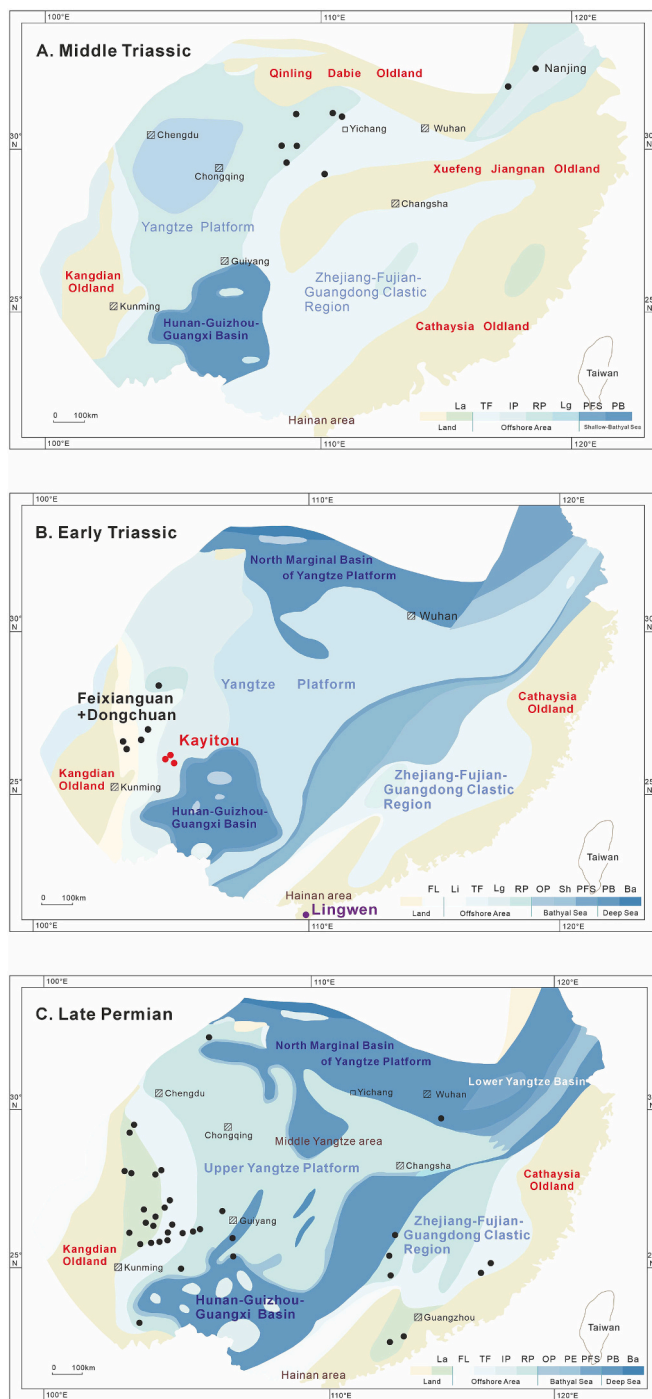 100°E 110°E 120°E
A. Middle Triassic
Qinling Dabie Oldland
Nanjing
30° N
Chengdu
Yichang
Wuhan
Chongqing
Xuefeng Jiangnan Oldland
Changsha
Yangtze Platform
Guiyang
Kangdian
Oldland
Zhejiang-Fujian-
Guangdong Clastic
Region
25 N
Kunming
Hunan-Guizhou-
Guangxi Basin
Cathaysia Oldland
Taiwan
0 100km
Hainan area
La TF IP RP Lg PFS PB
Land Offshore Area Shallow-Bathyal Sea
100°E 110°E 120°E
100°E 110°E 120°E
B. Early Triassic
North Marginal Basin
of Yangtze Platform
Wuhan
30° N
Yangtze Platform
Feixianguan
+Dongchuan
Cathaysia
Oldland
Kayitou
Kangdian
Oldland
Kunming
25 N
Zhejiang-Fujian-
Guangdong Clastic
Region
Hunan-Guizhou-
Guangxi Basin
Taiwan
0 100km
Hainan area
Lingwen
FL Li TF Lg RP OP Sh PFS PB Ba
Land Offshore Area Bathyal Sea Deep Sea
100°E 110°E 120°E
100°E 110°E 120°E
C. Late Permian
North Marginal Basin
of Yangtze Platform
Lower Yangtze Basin
Chengdu
Yichang
Wuhan
30° N
Chongqing
Middle Yangtze area
Upper Yangtze Platform
Changsha
Cathaysia
Oldland
Guiyang
Zhejiang-Fujian-
Guangdong Clastic
Region
Kangdian
Oldland
25° N
Kunming
Hunan-Guizhou-
Guangxi Basin
Guangzhou
Taiwan
0 100km
Hainan area
La FL TF IP RP OP PE PFS PB Ba
Land Offshore Area Bathyal Sea Deep Sea
100°E 110°E 120°E